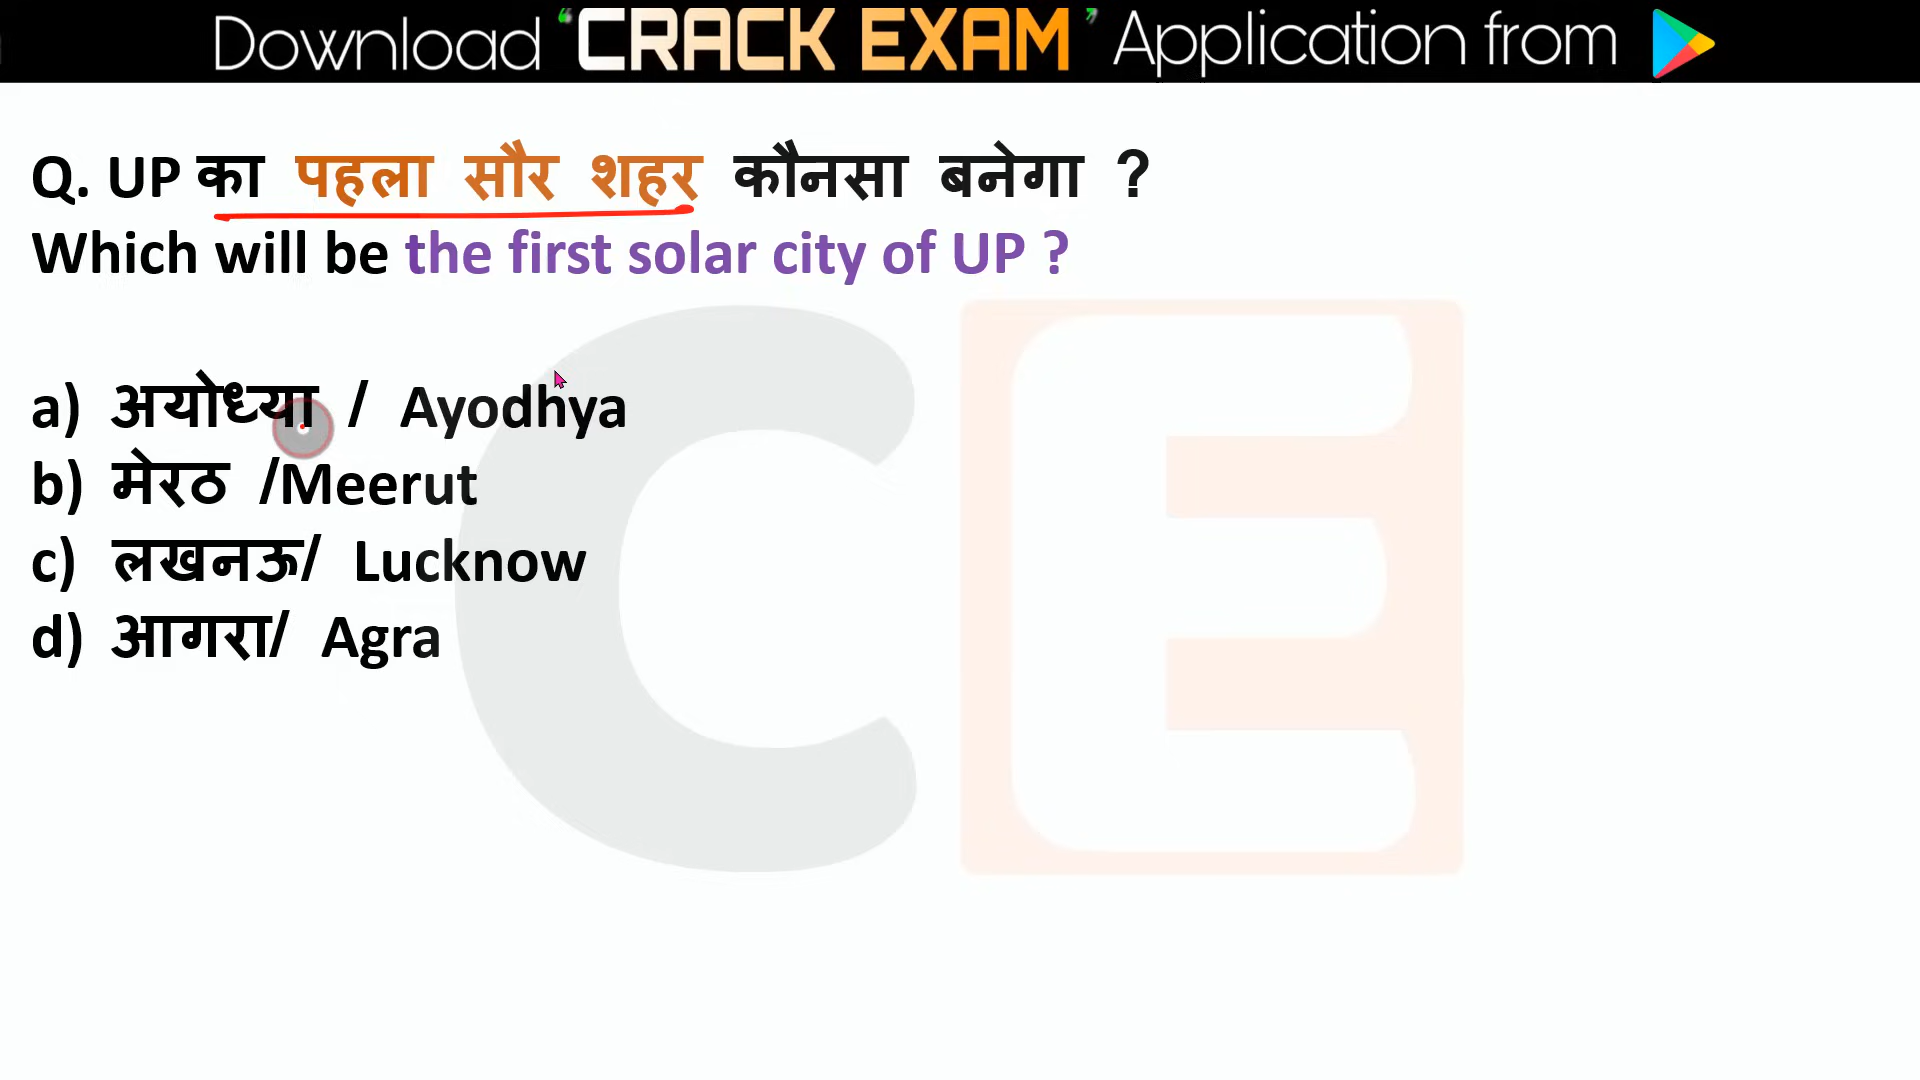 Download ‘CRACK EXAM’ Application from
Q. UP का पहला सौर शहर कौनसा बनेगा ?
Which will be the first solar city of UP ?
a) अयोध्या / Ayodhya
b) मेरठ /Meerut
c) लखनऊ/ Lucknow
d) आगरा/ Agra
CE